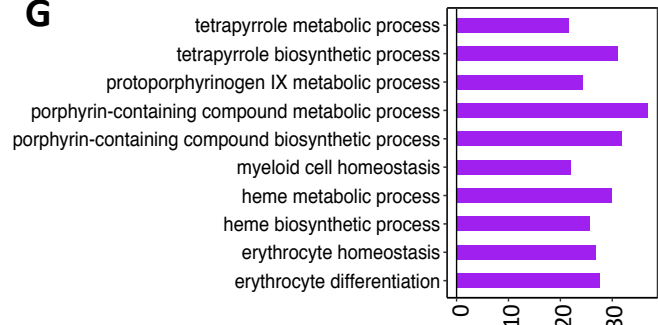 G
tetrapyrrole metabolic process
tetrapyrrole biosynthetic process
protoporphyrinogen IX metabolic process
porphyrin-containing compound metabolic process
porphyrin-containing compound biosynthetic process
myeloid cell homeostasis
heme metabolic process
heme biosynthetic process
erythrocyte homeostasis
erythrocyte differentiation
0 10 20 30